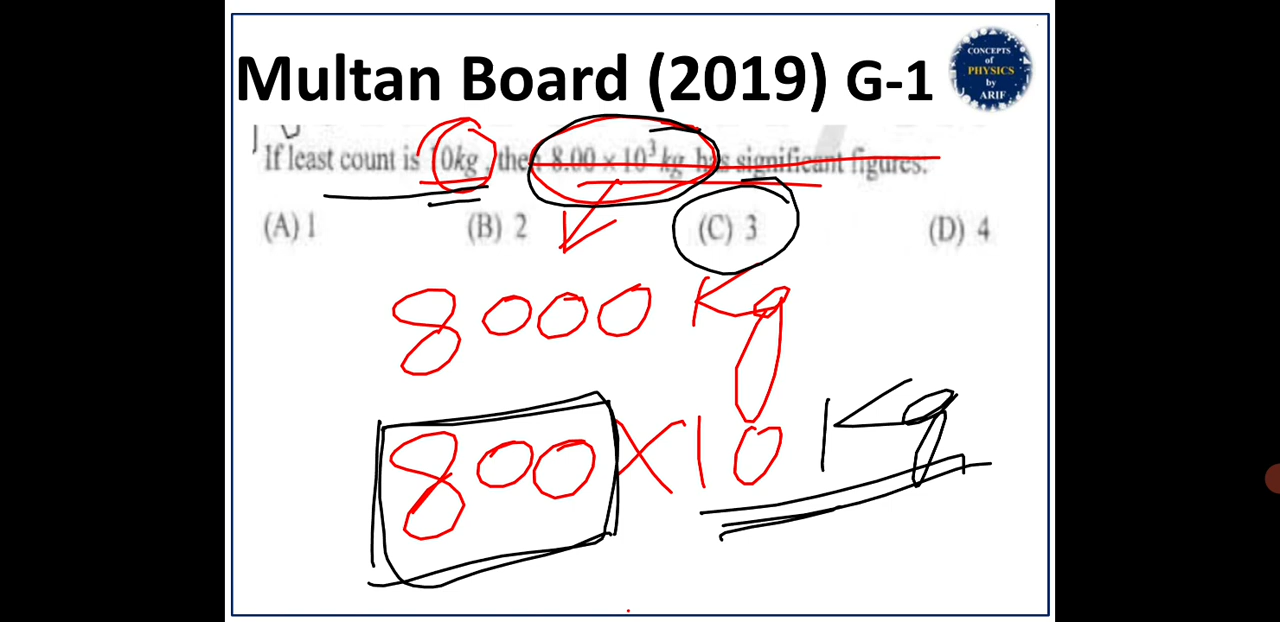 Multan Board (2019) G-1
CONCEPTS
of
PHYSICS
by
ARIF
If least count is 10kg, then 8.00 × 10³ kg has significant figures.
(A) 1 (B) 2 (C) 3 (D) 4
8000 Kg
800 × 10 Kg